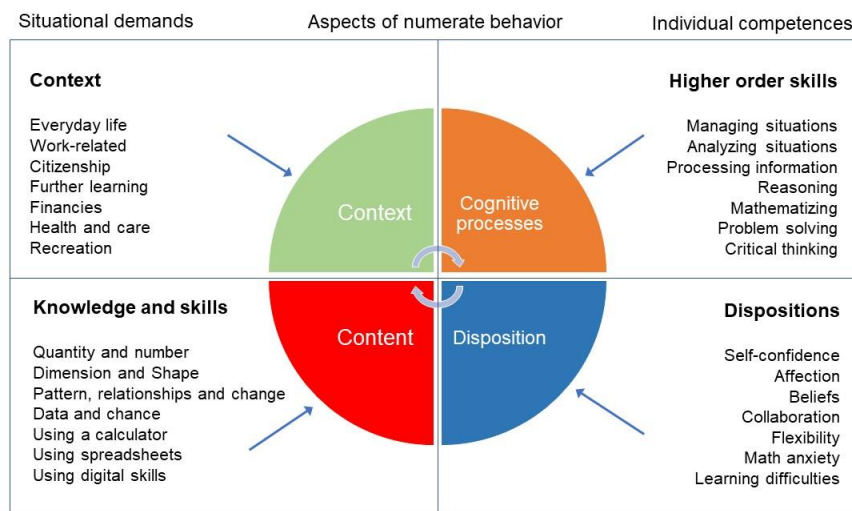 Situational demands
Aspects of numerate behavior
Individual competences
Context
Everyday life
Work-related
Citizenship
Further learning
Financies
Health and care
Recreation
Higher order skills
Managing situations
Analyzing situations
Processing information
Reasoning
Mathematizing
Problem solving
Critical thinking
Context
Cognitive
processes
Content
Disposition
Knowledge and skills
Quantity and number
Dimension and Shape
Pattern, relationships and change
Data and chance
Using a calculator
Using spreadsheets
Using digital skills
Dispositions
Self-confidence
Affection
Beliefs
Collaboration
Flexibility
Math anxiety
Learning difficulties